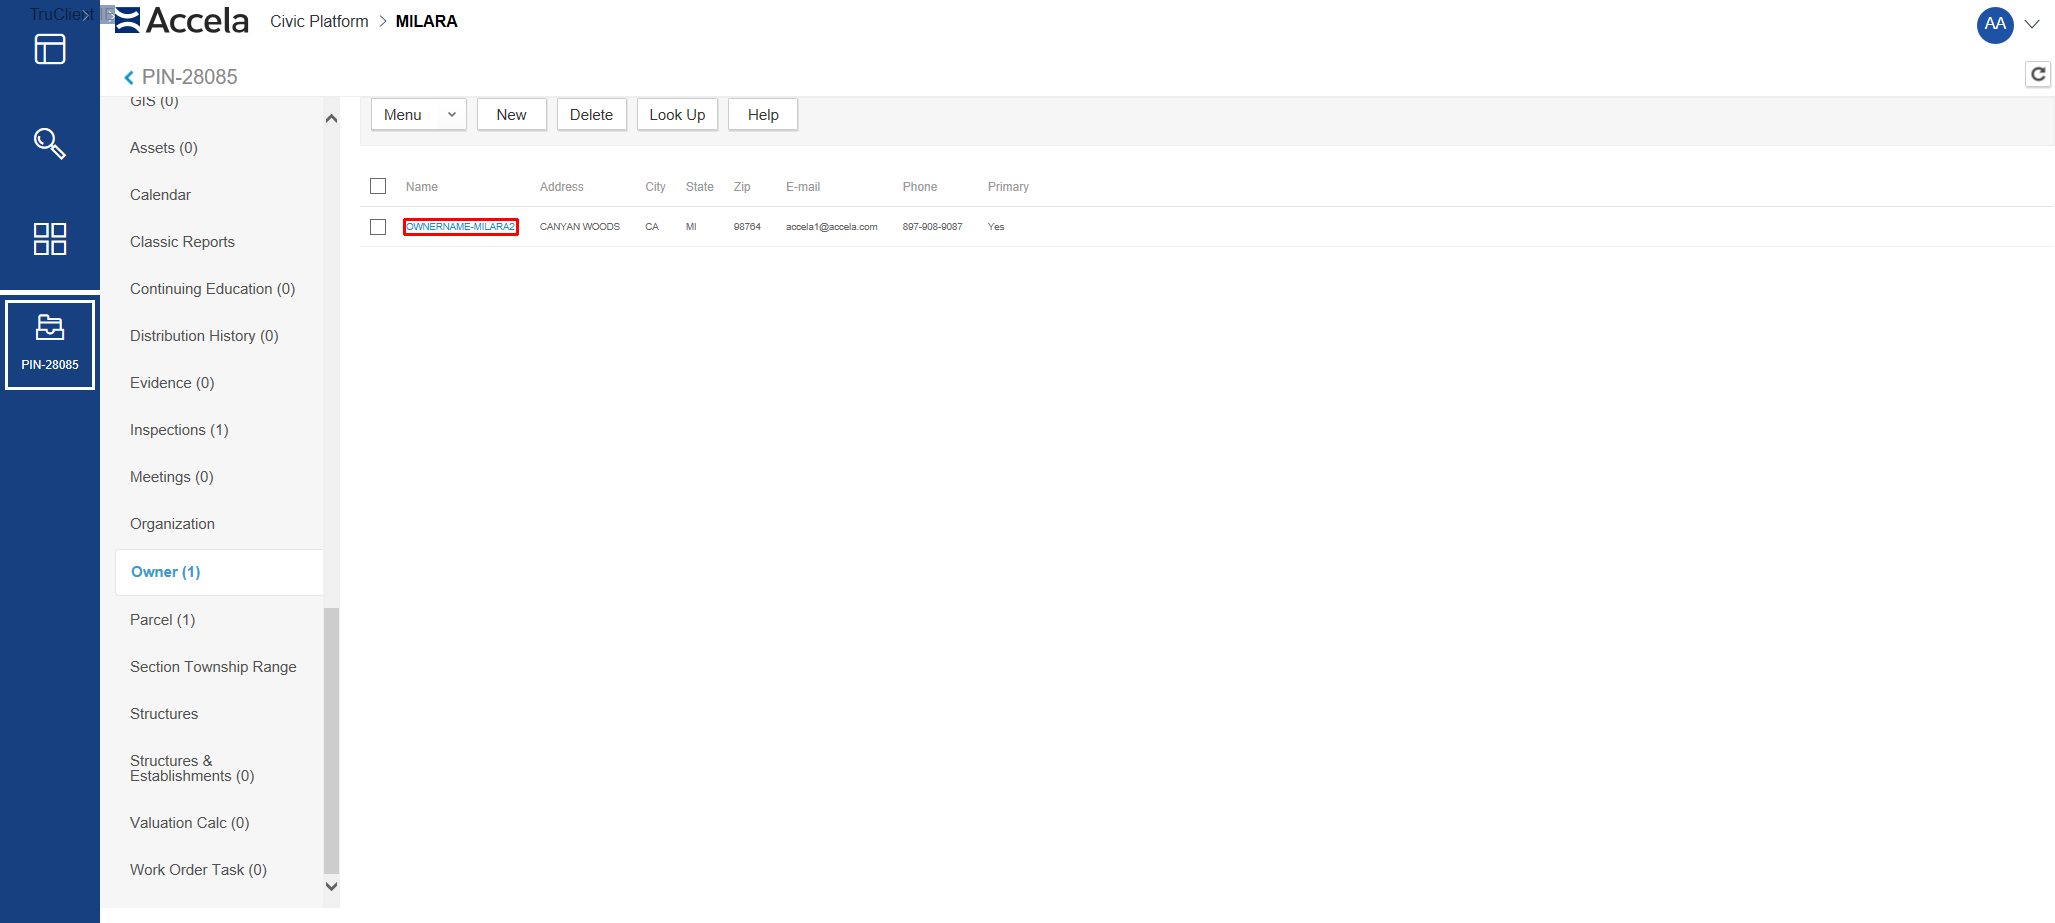 TruClient
Accela Civic Platform > MILARA AA
PIN-28085
PIN-28085
GIS (0)
Assets (0)
Calendar
Classic Reports
Continuing Education (0)
Distribution History (0)
Evidence (0)
Inspections (1)
Meetings (0)
Organization
Owner (1)
Parcel (1)
Section Township Range
Structures
Structures &
Establishments (0)
Valuation Calc (0)
Work Order Task (0)
Menu New Delete Look Up Help
Name Address City State Zip E-mail Phone Primary
OWNERNAME-MILARA2 CANYAN WOODS CA MI 98764 accela1@accela.com 897-908-9087 Yes